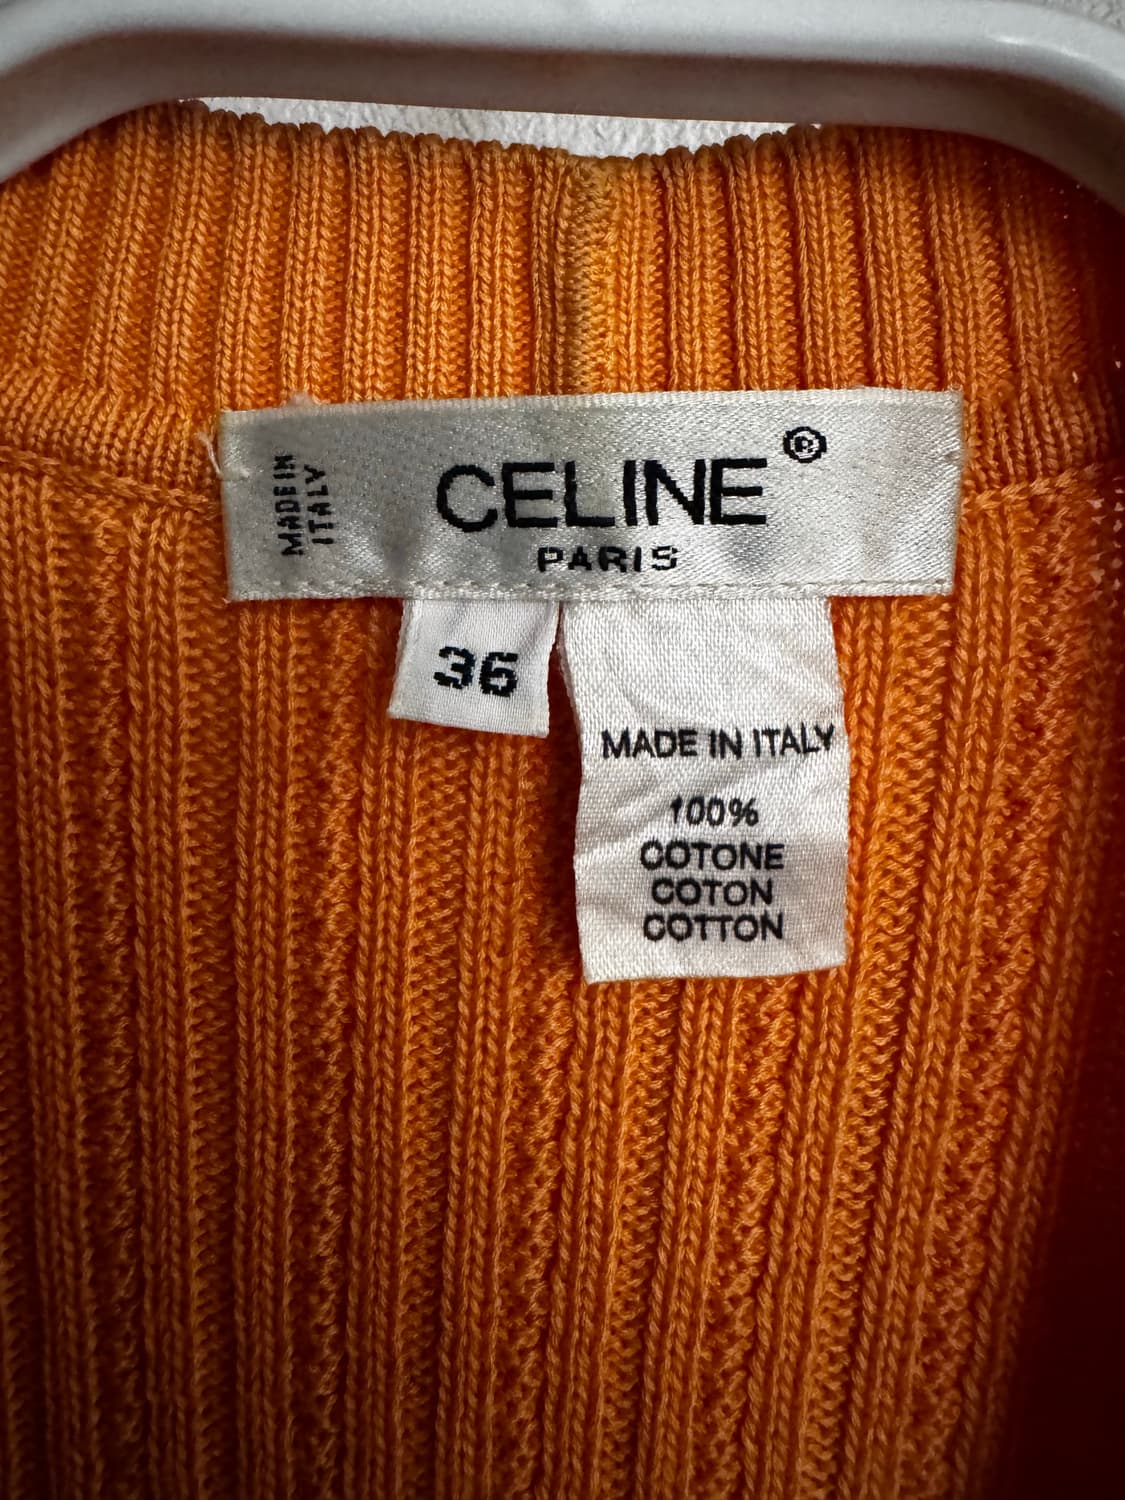 MADE IN
ITALY
CELINE®
PARIS
36
MADE IN ITALY
100%
COTONE
COTON
COTTON